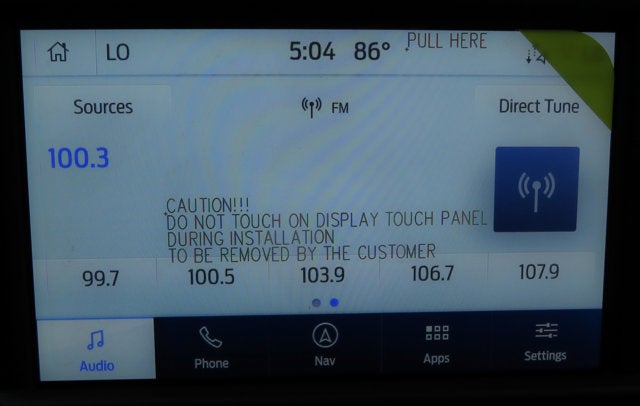 LO 5:04 86° PULL HERE
Sources FM Direct Tune
100.3
CAUTION!!!
DO NOT TOUCH ON DISPLAY TOUCH PANEL
DURING INSTALLATION
TO BE REMOVED BY THE CUSTOMER
99.7 100.5 103.9 106.7 107.9
Audio Phone Nav Apps Settings